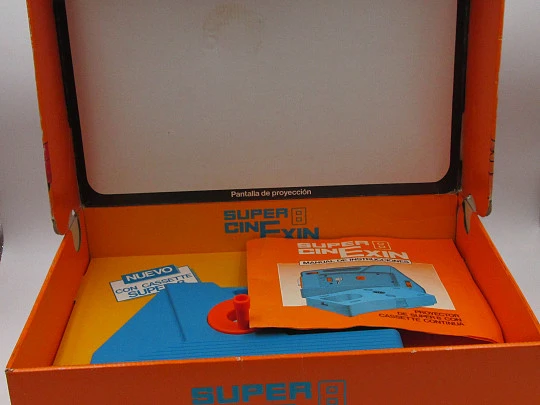 Pantalla de proyección
SUPER 8
CINEXIN
SUPER 8
CINEXIN
MANUAL DE INSTRUCCIONES
PROYECTOR
DE SUPER 8 CON
CASSETTE CONTINUA
NUEVO
CON CASSETTE
SUPER
SUPER 8